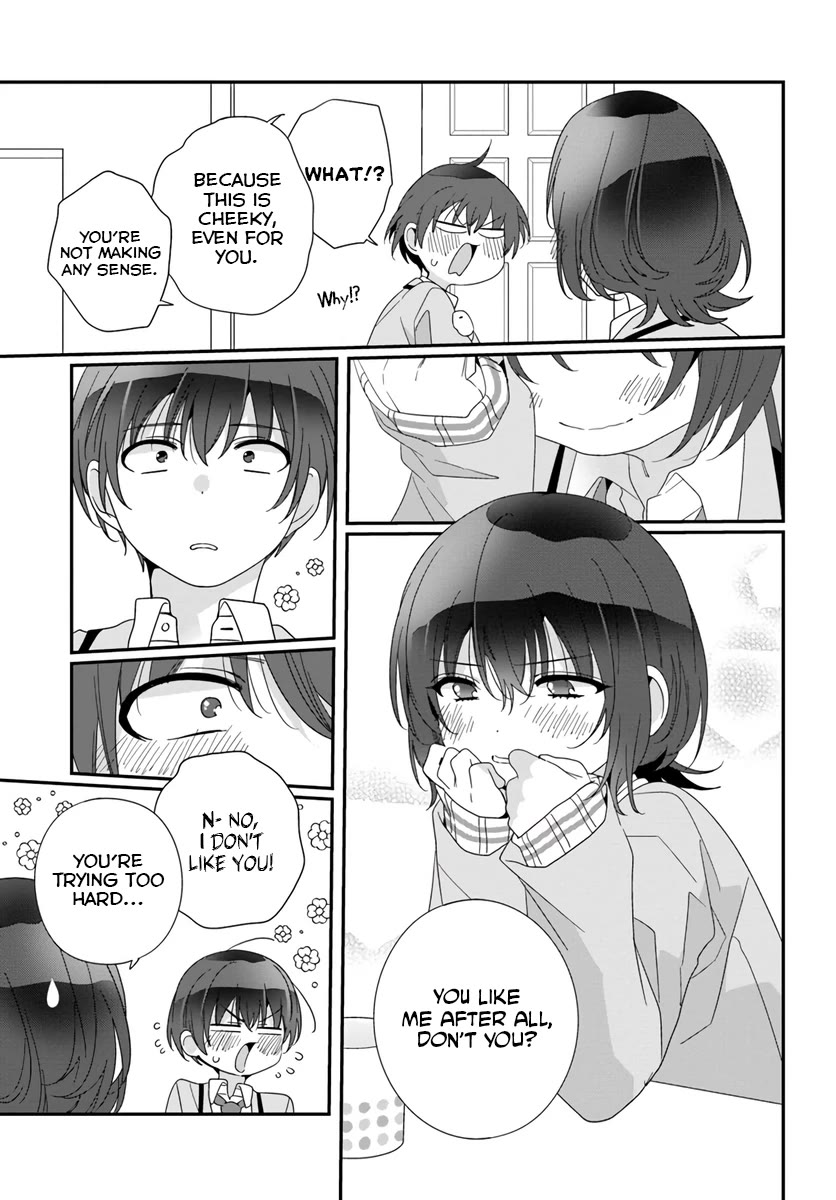 WHAT!?
BECAUSE
THIS IS
CHEEKY,
EVEN FOR
YOU.
YOU'RE
NOT MAKING
ANY SENSE.
Why!?
YOU LIKE
ME AFTER ALL,
DON'T YOU?
N- NO,
I DON'T
LIKE YOU!
YOU'RE
TRYING TOO
HARD...